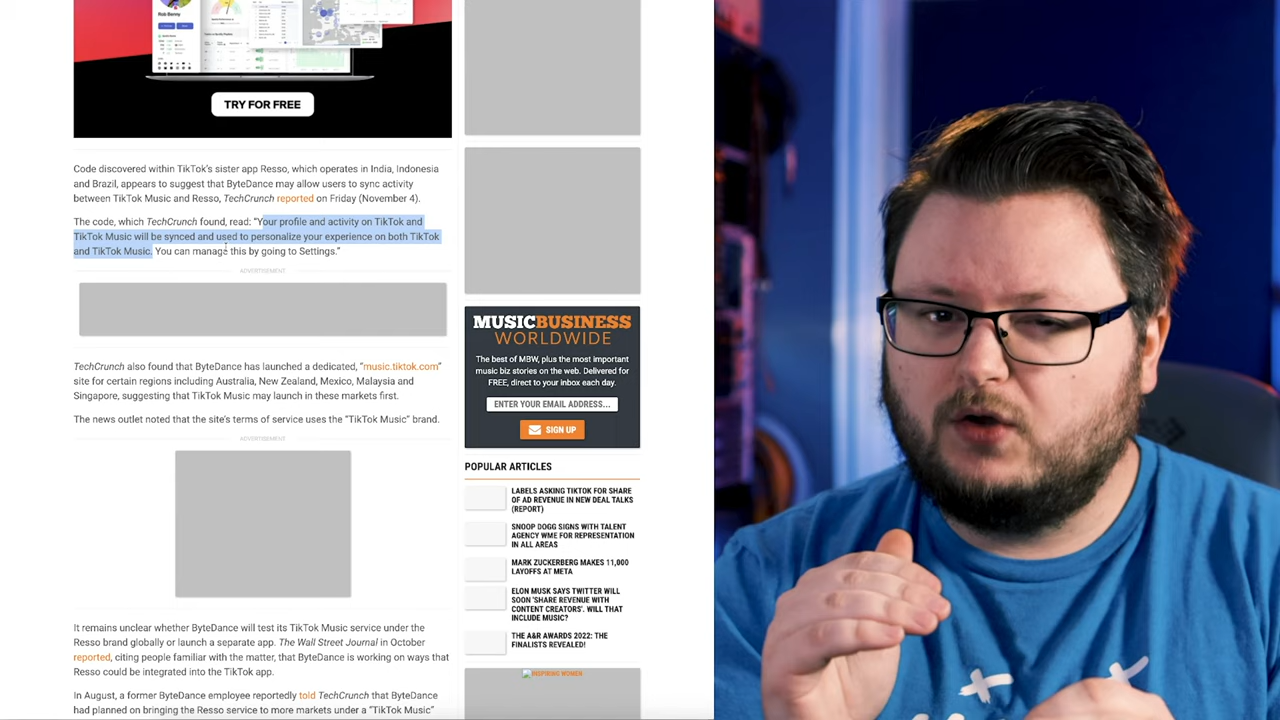 Rob Benny
TRY FOR FREE
Code discovered within TikTok's sister app Resso, which operates in India, Indonesia
and Brazil, appears to suggest that ByteDance may allow users to sync activity
between TikTok Music and Resso, TechCrunch reported on Friday (November 4).
The code, which TechCrunch found, read: “Your profile and activity on TikTok and
TikTok Music will be synced and used to personalize your experience on both TikTok
and TikTok Music. You can manage this by going to Settings.”
ADVERTISEMENT
TechCrunch also found that ByteDance has launched a dedicated, “music.tiktok.com”
site for certain regions including Australia, New Zealand, Mexico, Malaysia and
Singapore, suggesting that TikTok Music may launch in these markets first.
The news outlet noted that the site's terms of service uses the “TikTok Music” brand.
ADVERTISEMENT
It remains unclear whether ByteDance will test its TikTok Music service under the
Resso brand globally or launch a separate app. The Wall Street Journal in October
reported, citing people familiar with the matter, that ByteDance is working on ways that
Resso could be integrated into the TikTok app.
In August, a former ByteDance employee reportedly told TechCrunch that ByteDance
had planned on bringing the Resso service to more markets under a “TikTok Music”
MUSICBUSINESS
WORLDWIDE
The best of MBW, plus the most important
music biz stories on the web. Delivered for
FREE, direct to your inbox each day.
ENTER YOUR EMAIL ADDRESS...
SIGN UP
POPULAR ARTICLES
LABELS ASKING TIKTOK FOR SHARE
OF AD REVENUE IN NEW DEAL TALKS
(REPORT)
SNOOP DOGG SIGNS WITH TALENT
AGENCY WME FOR REPRESENTATION
IN ALL AREAS
MARK ZUCKERBERG MAKES 11,000
LAYOFFS AT META
ELON MUSK SAYS TWITTER WILL
SOON 'SHARE REVENUE WITH
CONTENT CREATORS'. WILL THAT
INCLUDE MUSIC?
THE A&R AWARDS 2022: THE
FINALISTS REVEALED!
INSPIRING WOMEN